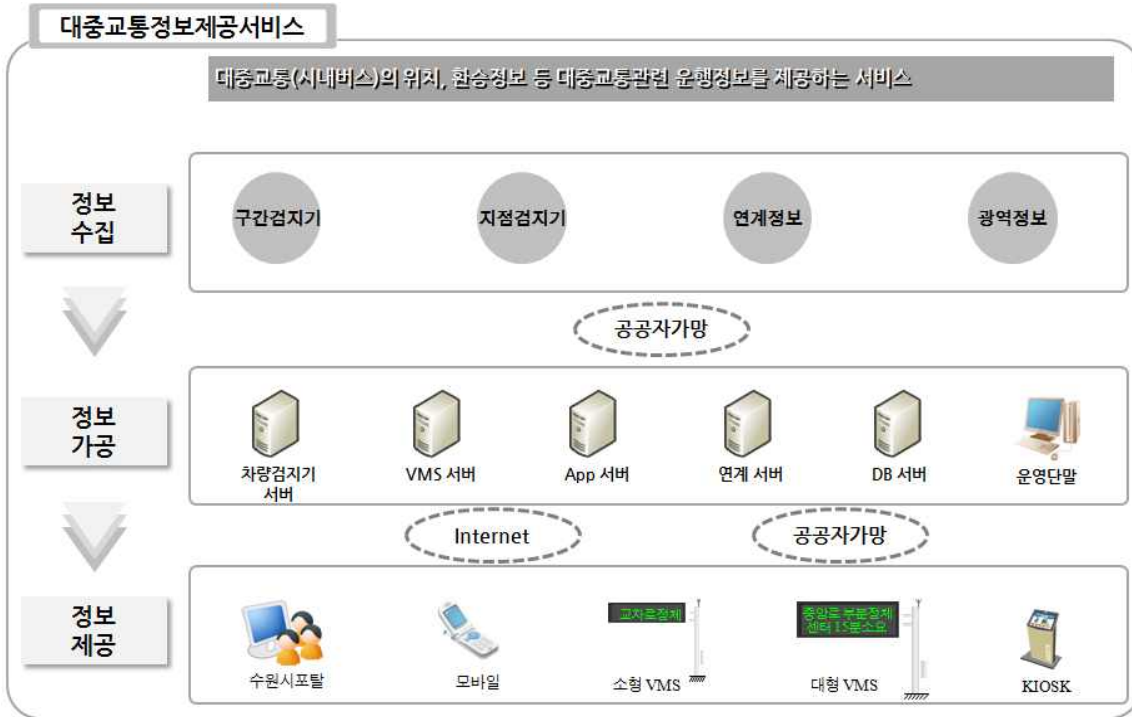 대중교통정보제공서비스
대중교통(시내버스)의 위치, 환승정보 등 대중교통관련 운행정보를 제공하는 서비스
정보
수집
구간검지기
지점검지기
연계정보
광역정보
공공자가망
정보
가공
차량검지기
서버
VMS 서버
App 서버
연계 서버
DB 서버
운영단말
Internet
공공자가망
정보
제공
교차로정체
중앙로 부분정체
센터 15분소요
수원시포탈
모바일
소형 VMS
대형 VMS
KIOSK